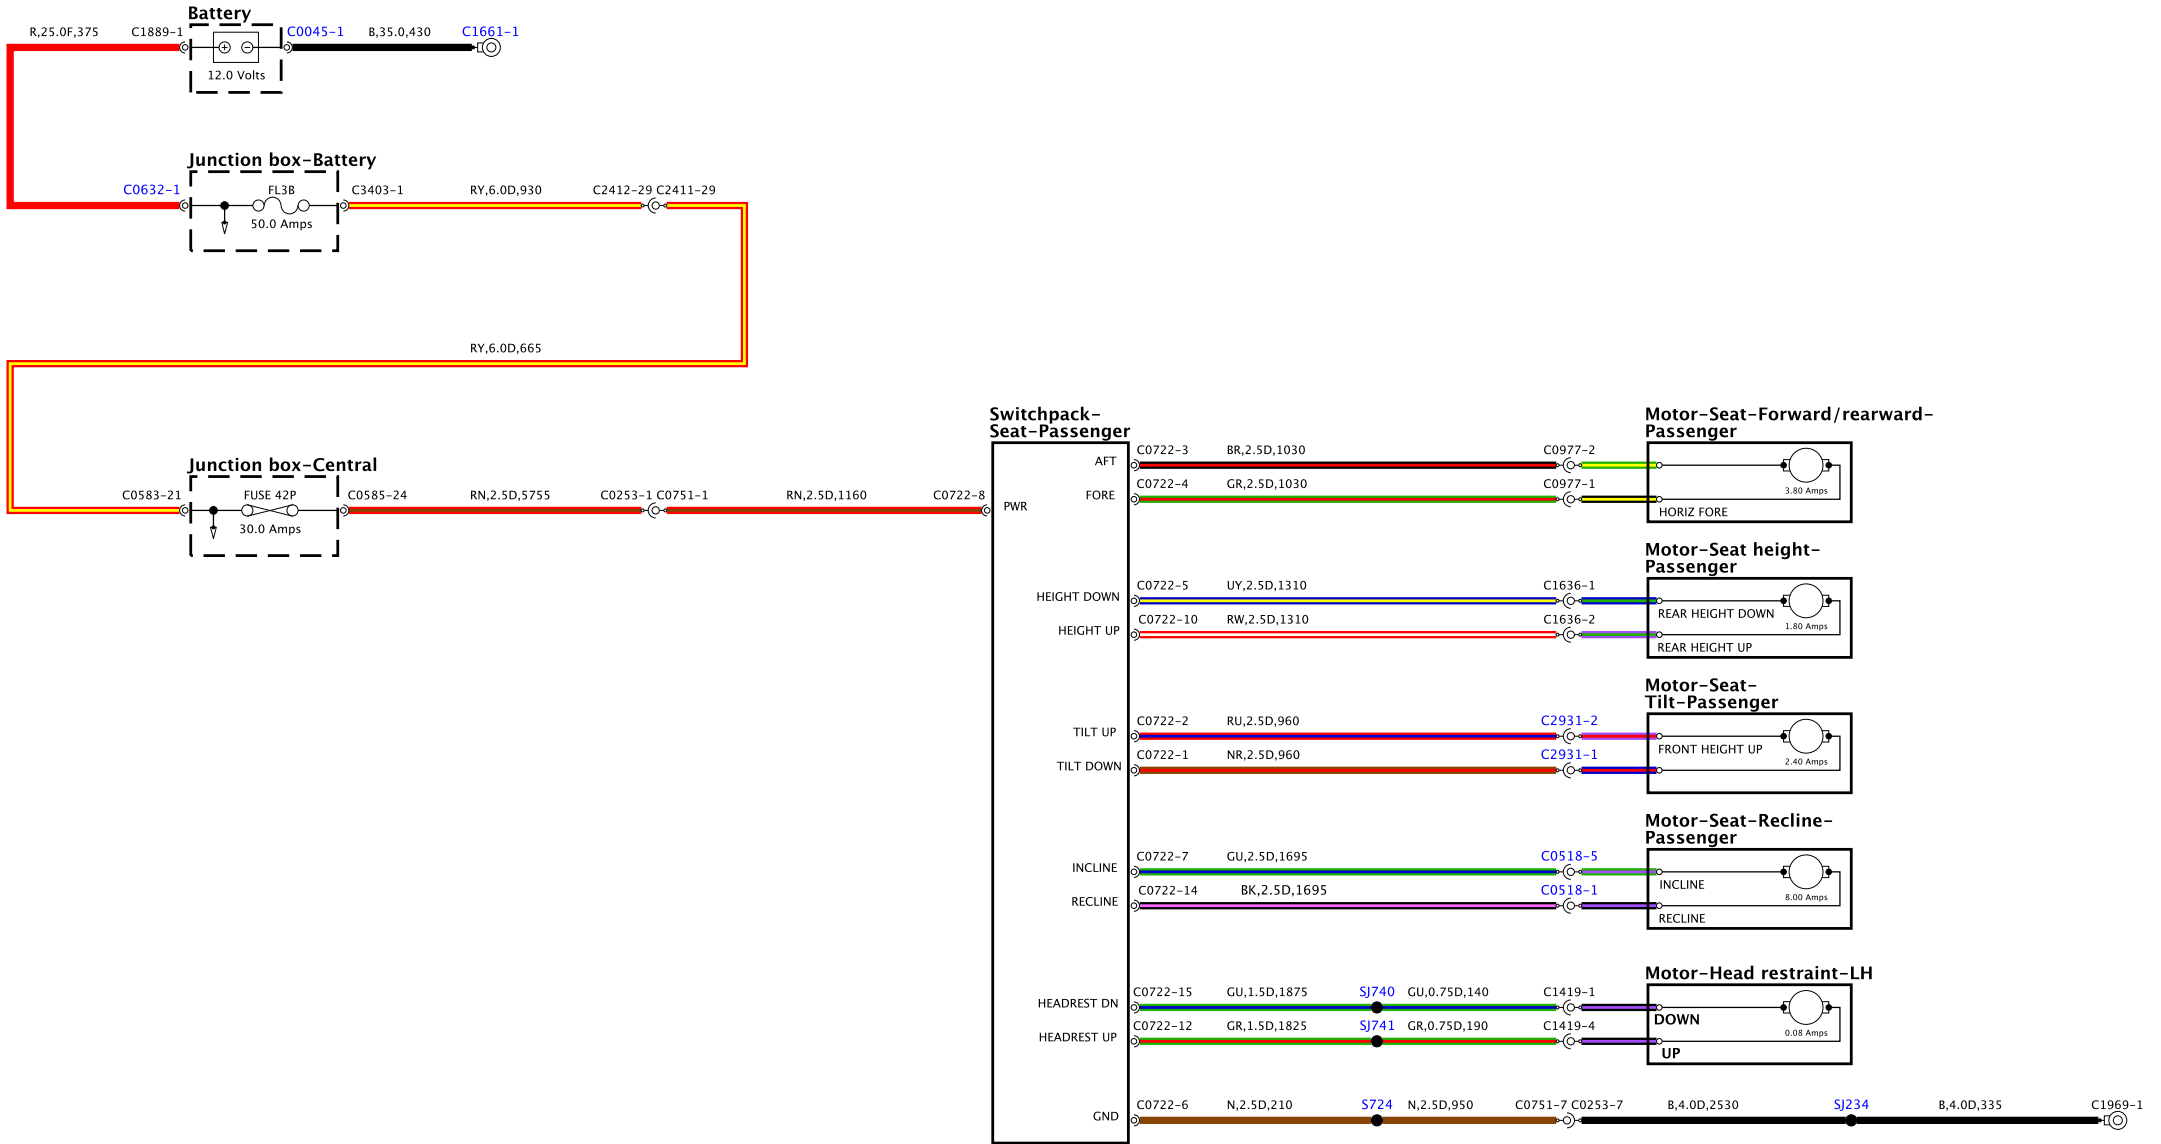 Battery
R,25.0F,375
C1889-1
C0045-1
B,35.0,430
C1661-1
12.0 Volts
Junction box-Battery
C0632-1
FL3B
C3403-1
RY,6.0D,930
C2412-29
C2411-29
50.0 Amps
RY,6.0D,665
Junction box-Central
C0583-21
FUSE 42P
C0585-24
RN,2.5D,5755
C0253-1
C0751-1
RN,2.5D,1160
C0722-8
30.0 Amps
Switchpack-
Seat-Passenger
PWR
AFT
C0722-3
BR,2.5D,1030
C0977-2
FORE
C0722-4
GR,2.5D,1030
C0977-1
Motor-Seat-Forward/rearward-
Passenger
3.80 Amps
HORIZ FORE
HEIGHT DOWN
C0722-5
UY,2.5D,1310
C1636-1
HEIGHT UP
C0722-10
RW,2.5D,1310
C1636-2
Motor-Seat height-
Passenger
REAR HEIGHT DOWN
1.80 Amps
REAR HEIGHT UP
TILT UP
C0722-2
RU,2.5D,960
C2931-2
TILT DOWN
C0722-1
NR,2.5D,960
C2931-1
Motor-Seat-
Tilt-Passenger
FRONT HEIGHT UP
2.40 Amps
INCLINE
C0722-7
GU,2.5D,1695
C0518-5
RECLINE
C0722-14
BK,2.5D,1695
C0518-1
Motor-Seat-Recline-
Passenger
INCLINE
8.00 Amps
RECLINE
HEADREST DN
C0722-15
GU,1.5D,1875
SJ740
GU,0.75D,140
C1419-1
HEADREST UP
C0722-12
GR,1.5D,1825
SJ741
GR,0.75D,190
C1419-4
Motor-Head restraint-LH
DOWN
0.08 Amps
UP
GND
C0722-6
N,2.5D,210
S724
N,2.5D,950
C0751-7
C0253-7
B,4.0D,2530
SJ234
B,4.0D,335
C1969-1